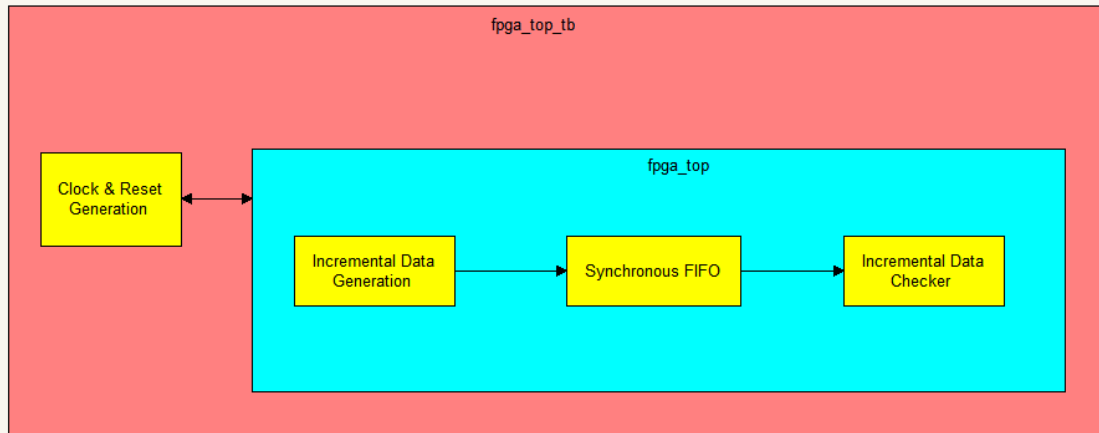 fpga_top_tb
Clock & Reset
Generation
fpga_top
Incremental Data
Generation
Synchronous FIFO
Incremental Data
Checker